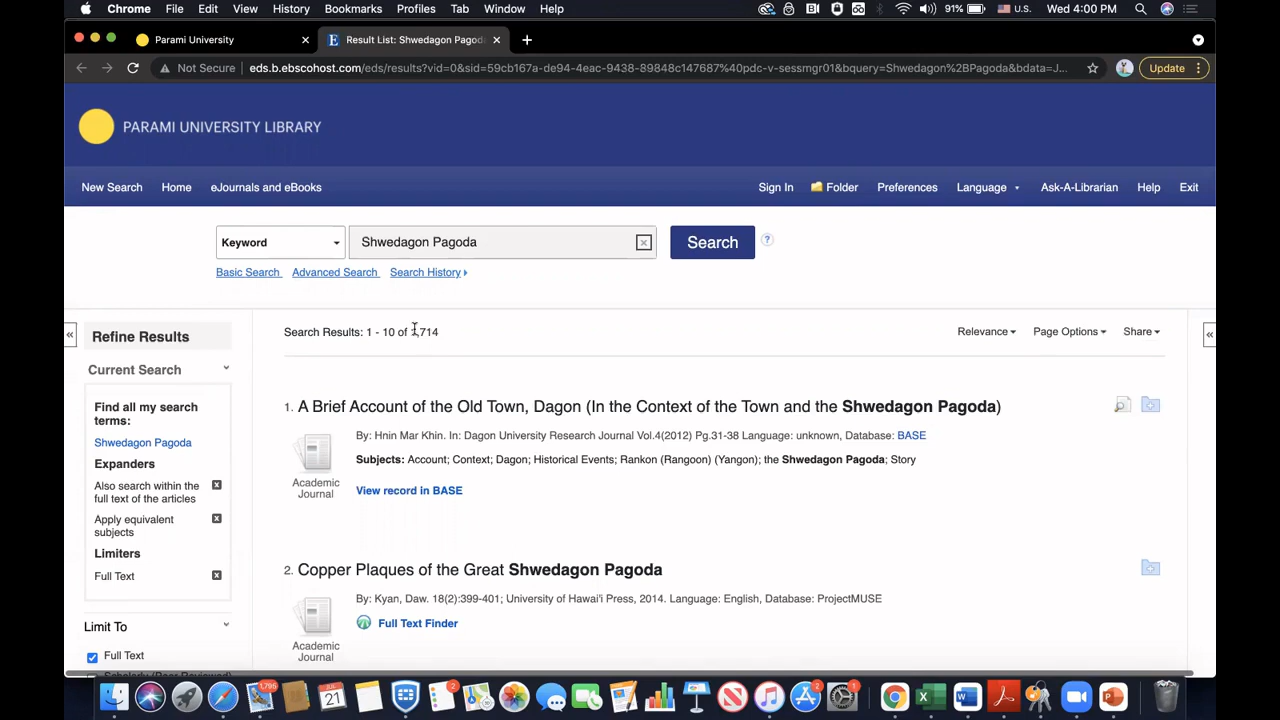 Chrome File Edit View History Bookmarks Profiles Tab Window Help 91% U.S. Wed 4:00 PM
Parami University Result List: Shwedagon Pagoda
Not Secure eds.b.ebscohost.com/eds/results?vid=0&sid=59cb167a-de94-4eac-9438-89848c147687%40pdc-v-sessmgr01&bquery=Shwedagon%2BPagoda&bdata=J... Update
PARAMI UNIVERSITY LIBRARY
New Search Home eJournals and eBooks Sign In Folder Preferences Language Ask-A-Librarian Help Exit
Keyword Shwedagon Pagoda Search ?
Basic Search Advanced Search Search History
Refine Results
Current Search
Find all my search
terms:
Shwedagon Pagoda
Expanders
Also search within the
full text of the articles
Apply equivalent
subjects
Limiters
Full Text
Limit To
Full Text
Search Results: 1 - 10 of ,714 Relevance Page Options Share
1. A Brief Account of the Old Town, Dagon (In the Context of the Town and the Shwedagon Pagoda)
By: Hnin Mar Khin. In: Dagon University Research Journal Vol.4(2012) Pg.31-38 Language: unknown, Database: BASE
Subjects: Account; Context; Dagon; Historical Events; Rankon (Rangoon) (Yangon); the Shwedagon Pagoda; Story
Academic
Journal
View record in BASE
2. Copper Plaques of the Great Shwedagon Pagoda
By: Kyan, Daw. 18(2):399-401; University of Hawai'i Press, 2014. Language: English, Database: ProjectMUSE
Full Text Finder
Academic
Journal
1,795 JUL 21 2 2 1